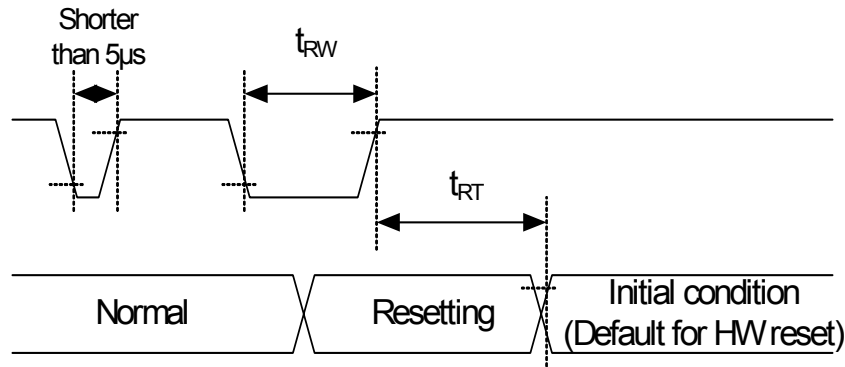 Shorter
than 5µs
tRW
tRT
Normal
Resetting
Initial condition
(Default for HW reset)